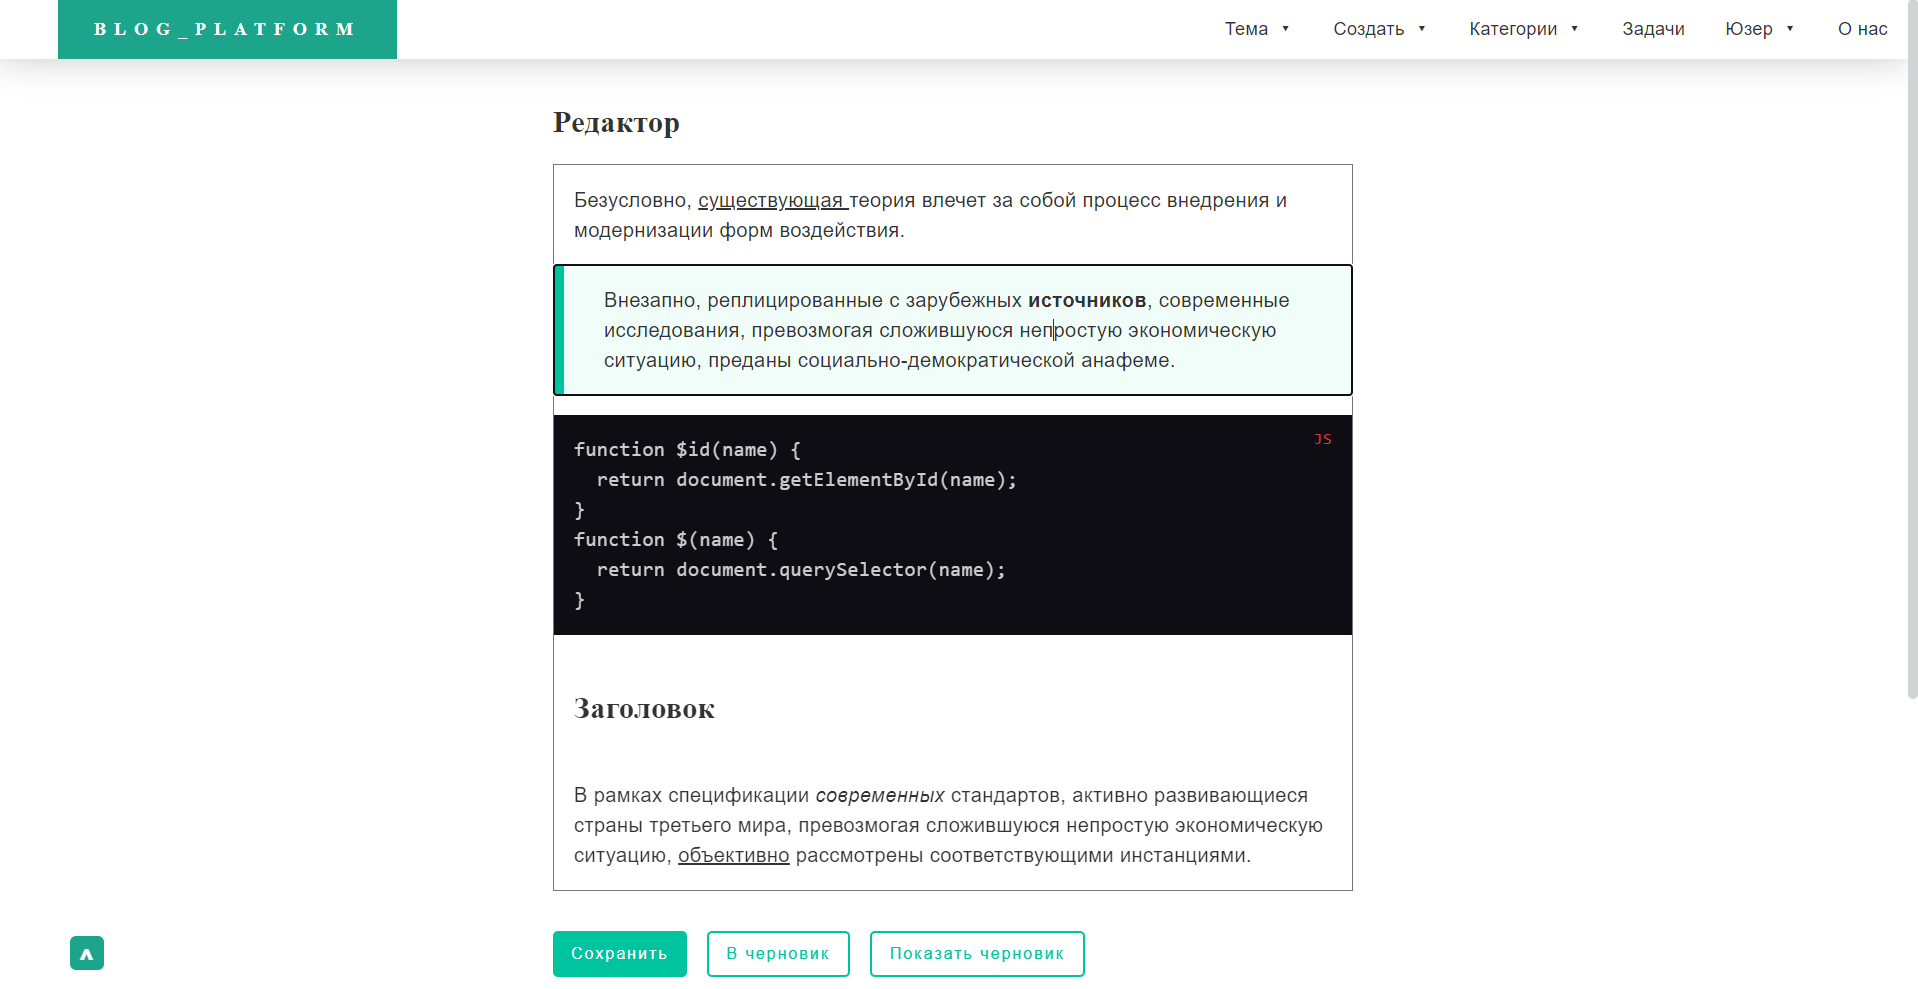 BLOG_PLATFORM
Тема ▼ Создать ▼ Категории ▼ Задачи Юзер ▼ О нас
Редактор
Безусловно, существующая теория влечет за собой процесс внедрения и
модернизации форм воздействия.
Внезапно, реплицированные с зарубежных источников, современные
исследования, превозмогая сложившуюся непростую экономическую
ситуацию, преданы социально-демократической анафеме.
JS
function $id(name) {
  return document.getElementById(name);
}
function $(name) {
  return document.querySelector(name);
}
Заголовок
В рамках спецификации современных стандартов, активно развивающиеся
страны третьего мира, превозмогая сложившуюся непростую экономическую
ситуацию, объективно рассмотрены соответствующими инстанциями.
Сохранить В черновик Показать черновик